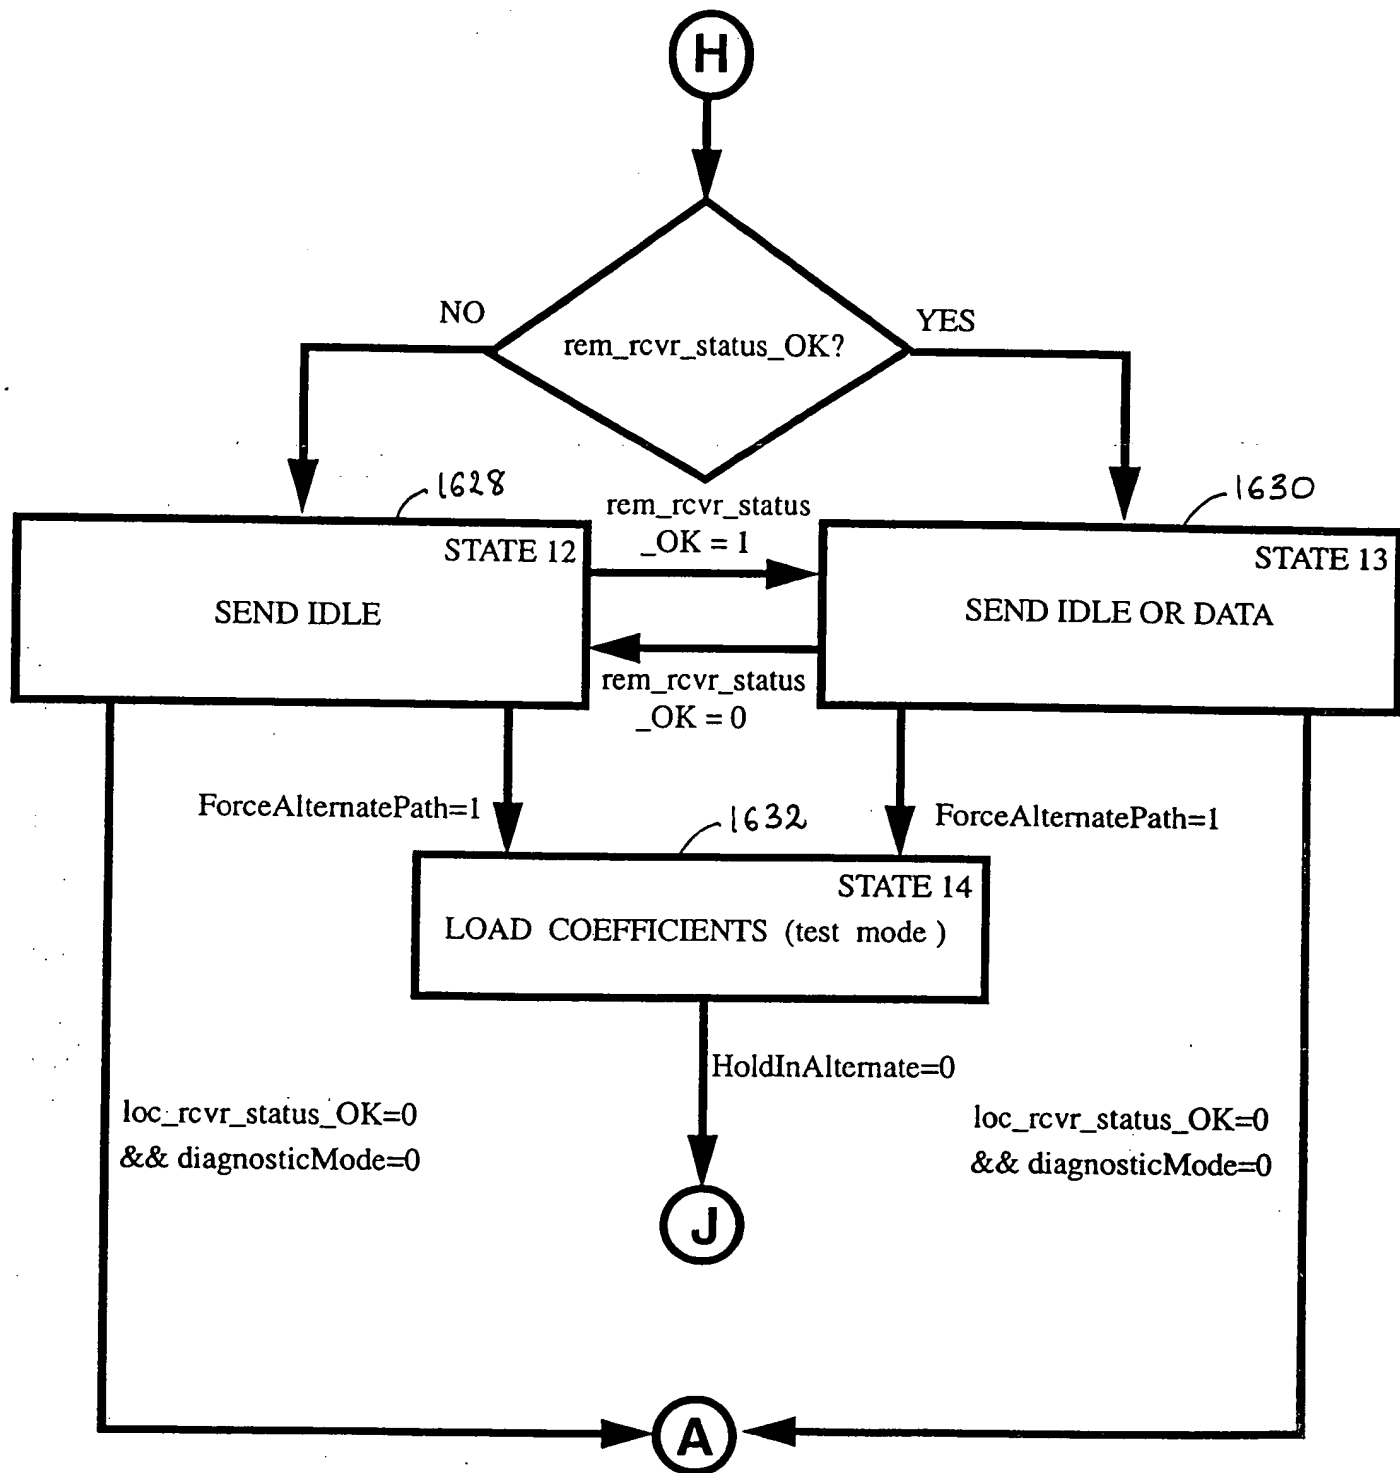 H
NO
YES
rem_rcvr_status_OK?
1628
1630
rem_rcvr_status
_OK = 1
STATE 12
SEND IDLE
STATE 13
SEND IDLE OR DATA
rem_rcvr_status
_OK = 0
ForceAlternatePath=1
ForceAlternatePath=1
1632
STATE 14
LOAD COEFFICIENTS (test mode )
HoldInAlternate=0
loc_rcvr_status_OK=0
&& diagnosticMode=0
loc_rcvr_status_OK=0
&& diagnosticMode=0
J
A